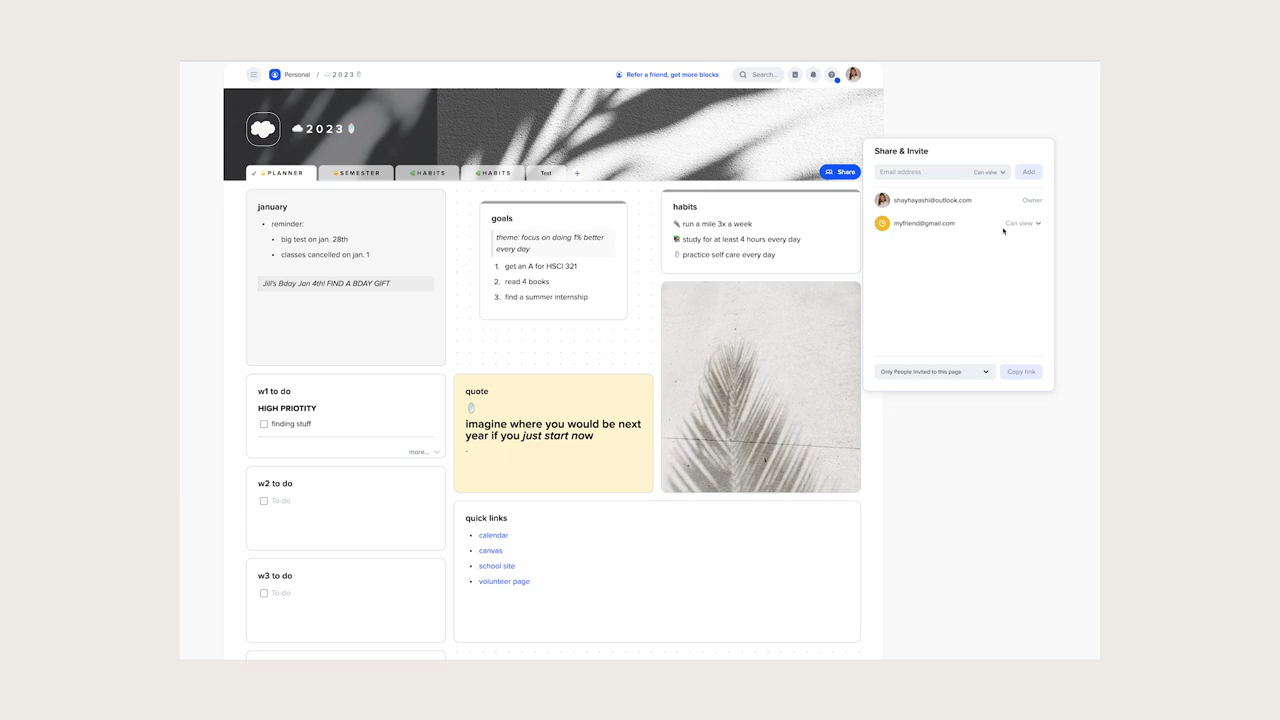 Personal / 2 0 2 3
Refer a friend, get more blocks
Search...
2 0 2 3
PLANNER
SEMESTER
HABITS
HABITS
Test
+
Share
january
• reminder:
• big test on jan. 28th
• classes cancelled on jan. 1
Jill's Bday Jan 4th! FIND A BDAY GIFT
goals
theme: focus on doing 1% better
every day
1. get an A for HSCI 321
2. read 4 books
3. find a summer internship
habits
run a mile 3x a week
study for at least 4 hours every day
practice self care every day
w1 to do
HIGH PRIOTITY
finding stuff
more...
quote
imagine where you would be next
year if you just start now
-
w2 to do
To-do
w3 to do
To-do
quick links
• calendar
• canvas
• school site
• volunteer page
Share & Invite
Email address
Can view
Add
shayhayashi@outlook.com
Owner
myfriend@gmail.com
Can view
Only People Invited to this page
Copy link